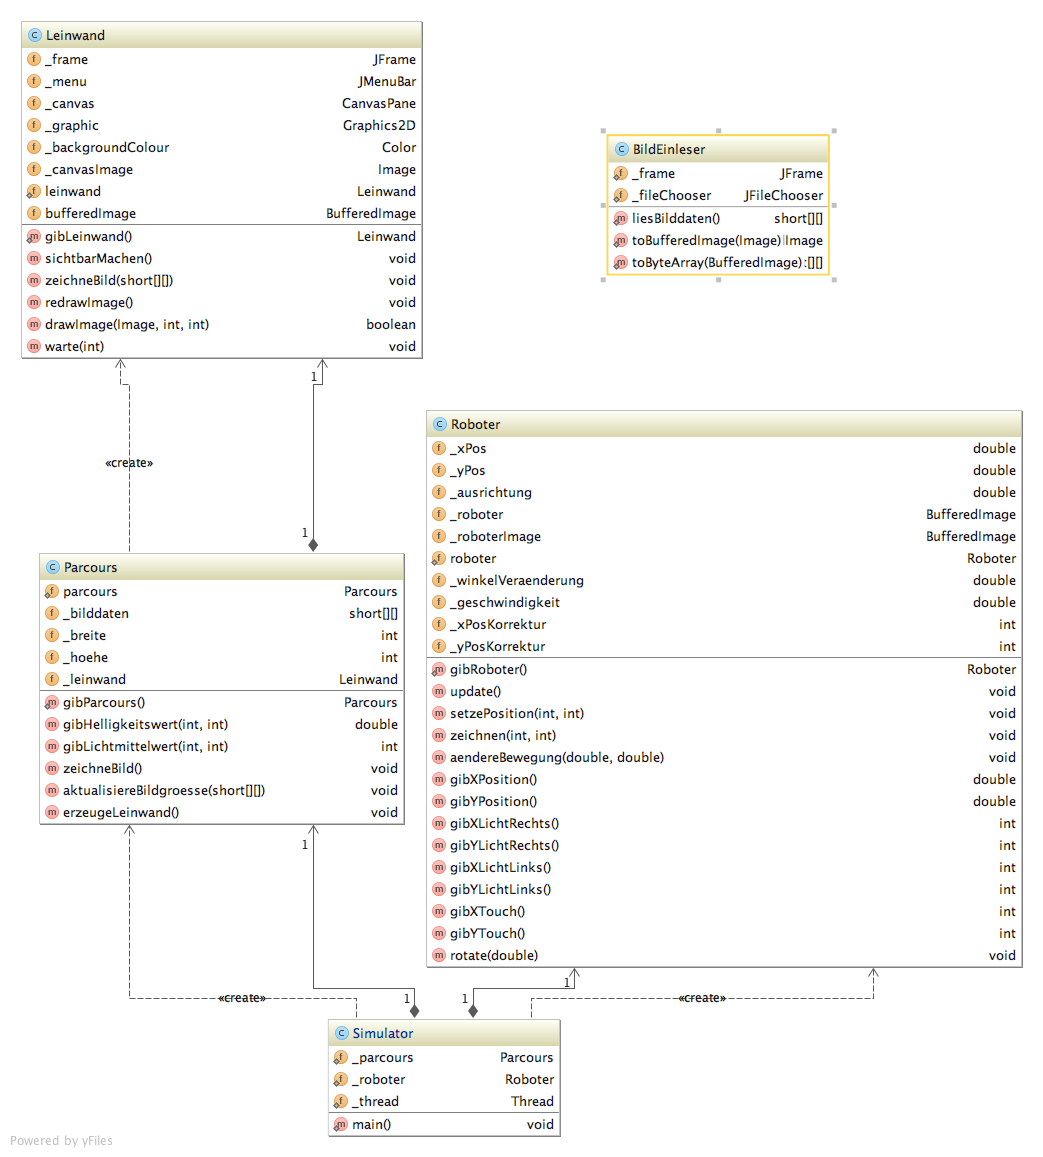 Leinwand
_frame JFrame
_menu JMenuBar
_canvas CanvasPane
_graphic Graphics2D
_backgroundColour Color
_canvasImage Image
leinwand Leinwand
bufferedImage BufferedImage
gibLeinwand() Leinwand
sichtbarMachen() void
zeichneBild(short[][]) void
redrawImage() void
drawImage(Image, int, int) boolean
warte(int) void
BildEinleser
_frame JFrame
_fileChooser JFileChooser
liesBilddaten() short[][]
toBufferedImage(Image) Image
toByteArray(BufferedImage) [][]
1
«create»
1
Roboter
_xPos double
_yPos double
_ausrichtung double
_roboter BufferedImage
_roboterImage BufferedImage
roboter Roboter
_winkelVeraenderung double
_geschwindigkeit double
_xPosKorrektur int
_yPosKorrektur int
gibRoboter() Roboter
update() void
setzePosition(int, int) void
zeichnen(int, int) void
aendereBewegung(double, double) void
gibXPosition() double
gibYPosition() double
gibXLichtRechts() int
gibYLichtRechts() int
gibXLichtLinks() int
gibYLichtLinks() int
gibXTouch() int
gibYTouch() int
rotate(double) void
Parcours
parcours Parcours
_bilddaten short[][]
_breite int
_hoehe int
_leinwand Leinwand
gibParcours() Parcours
gibHelligkeitswert(int, int) double
gibLichtmittelwert(int, int) int
zeichneBild() void
aktualisiereBildgroesse(short[][]) void
erzeugeLeinwand() void
1
1
«create»
1
1
«create»
Simulator
_parcours Parcours
_roboter Roboter
_thread Thread
main() void
Powered by yFiles